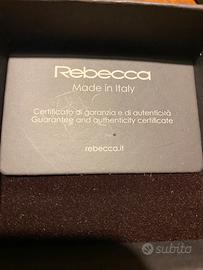 Rebecca
Made in Italy
Certificato di garanzia e di autenticità
Guarantee and authenticity certificate
rebecca.it
subito